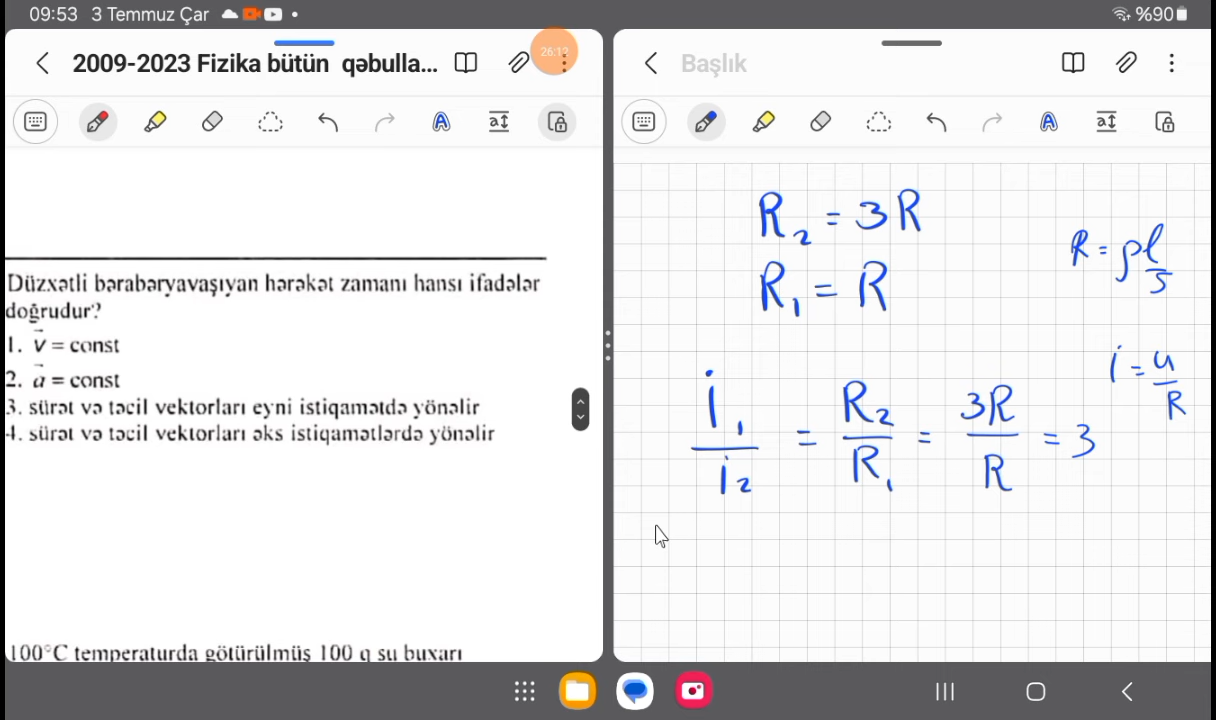 09:53 3 Temmuz Çar
%90
2009-2023 Fizika bütün qəbulla...
26:12
Başlık
Düzxətli bərabəryavaşıyan hərəkət zamanı hansı ifadələr
doğrudur?
1. v = const
2. a = const
3. sürət və təcil vektorları eyni istiqamətdə yönəlir
4. sürət və təcil vektorları əks istiqamətlərdə yönəlir
100°C temperaturda götürülmüş 100 q su buxarı
R₂ = 3R
R = ρl/s
R₁ = R
i = u/R
i₁/i₂ = R₂/R₁ = 3R/R = 3